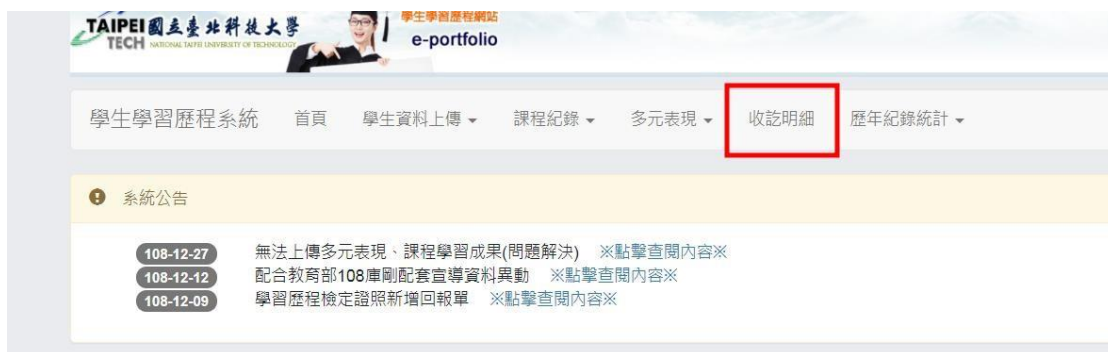 學生學習歷程網站
TAIPEI 國立臺北科技大學
TECH NATIONAL TAIPEI UNIVERSITY OF TECHNOLOGY
e-portfolio
學生學習歷程系統 首頁 學生資料上傳 課程紀錄 多元表現 收訖明細 歷年紀錄統計
系統公告
108-12-27 無法上傳多元表現、課程學習成果(問題解決) ※點擊查閱內容※
108-12-12 配合教育部108庫剛配套宣導資料異動 ※點擊查閱內容※
108-12-09 學習歷程檢定證照新增回報單 ※點擊查閱內容※